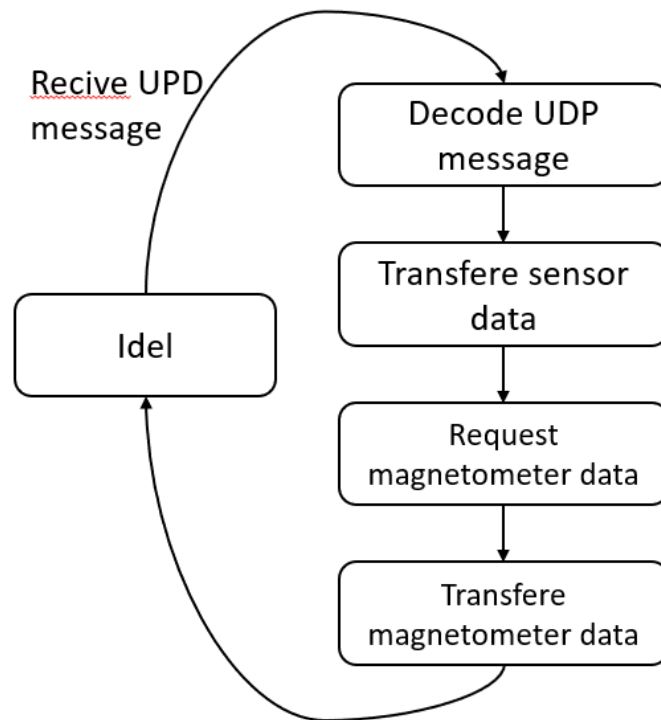 Recive UPD
message
Decode UDP
message
Transfere sensor
data
Idel
Request
magnetometer data
Transfere
magnetometer data